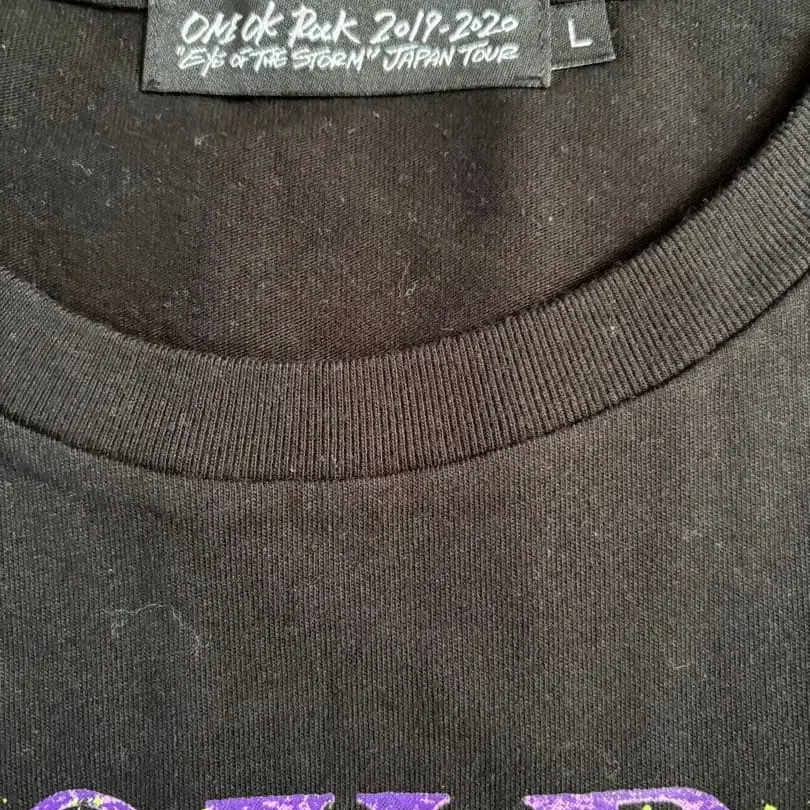 ONE OK ROCK 2019-2020
"EYE OF THE STORM" JAPAN TOUR
L